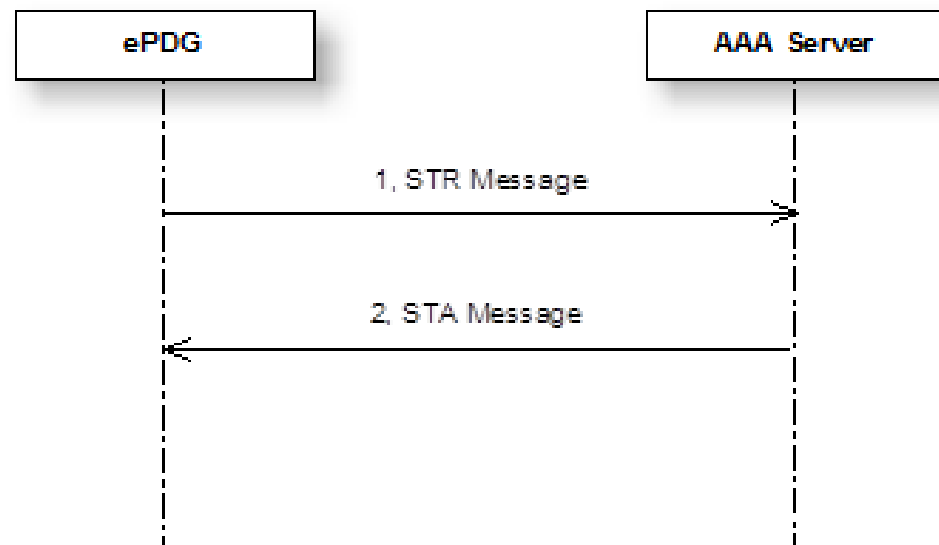 ePDG
AAA Server
1, STR Message
2, STA Message